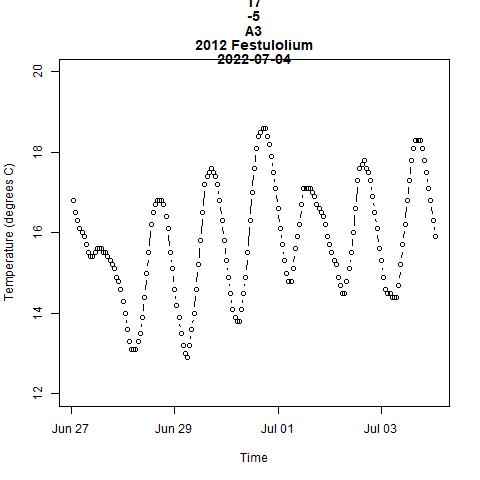 17
-5
A3
2012 Festulolium
2022-07-04
Temperature (degrees C)
20
18
16
14
12
Jun 27
Jun 29
Jul 01
Jul 03
Time